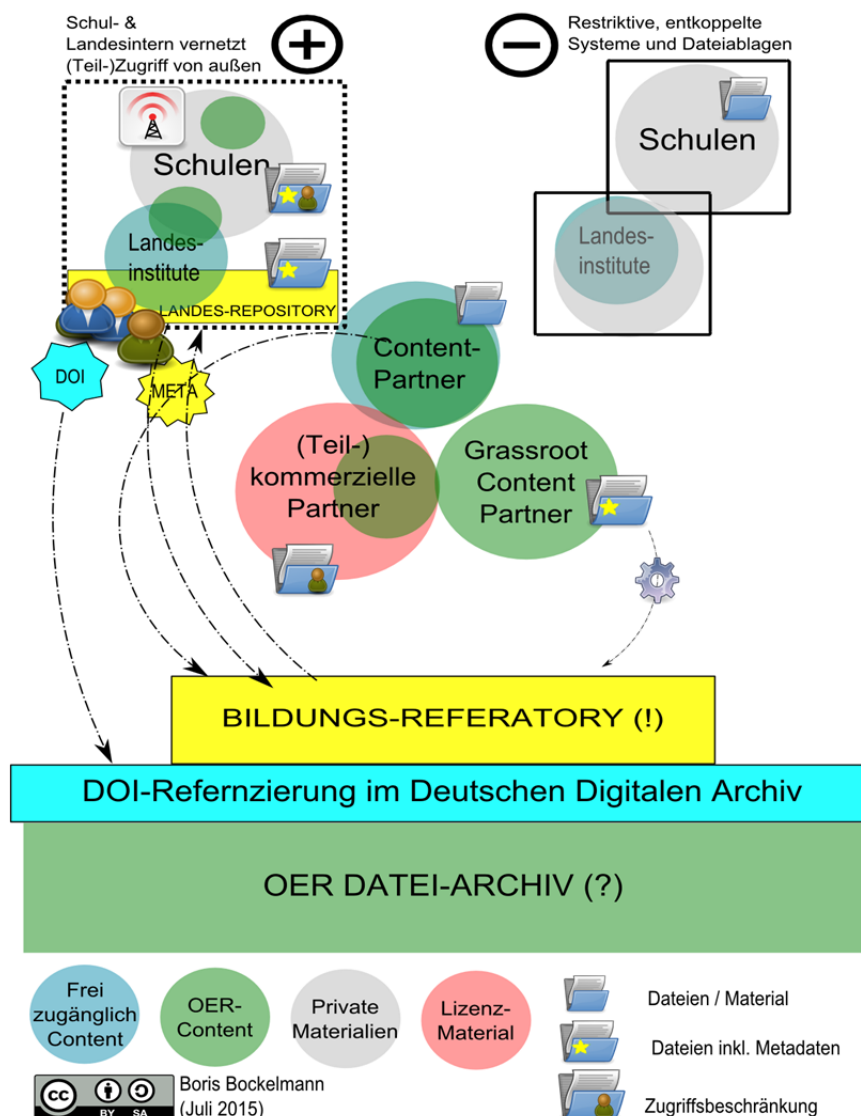 Schul- &
Landesintern vernetzt
(Teil-)Zugriff von außen
Restriktive, entkoppelte
Systeme und Dateiablagen
Schulen
Landes-
institute
LANDES-REPOSITORY
DOI
META
Schulen
Landes-
institute
Content-
Partner
(Teil-)
kommerzielle
Partner
Grassroot
Content
Partner
BILDUNGS-REFERATORY (!)
DOI-Refernzierung im Deutschen Digitalen Archiv
OER DATEI-ARCHIV (?)
Frei
zugänglich
Content
OER-
Content
Private
Materialien
Lizenz-
Material
Dateien / Material
Dateien inkl. Metadaten
Zugriffsbeschränkung
cc
BY SA
Boris Bockelmann
(Juli 2015)